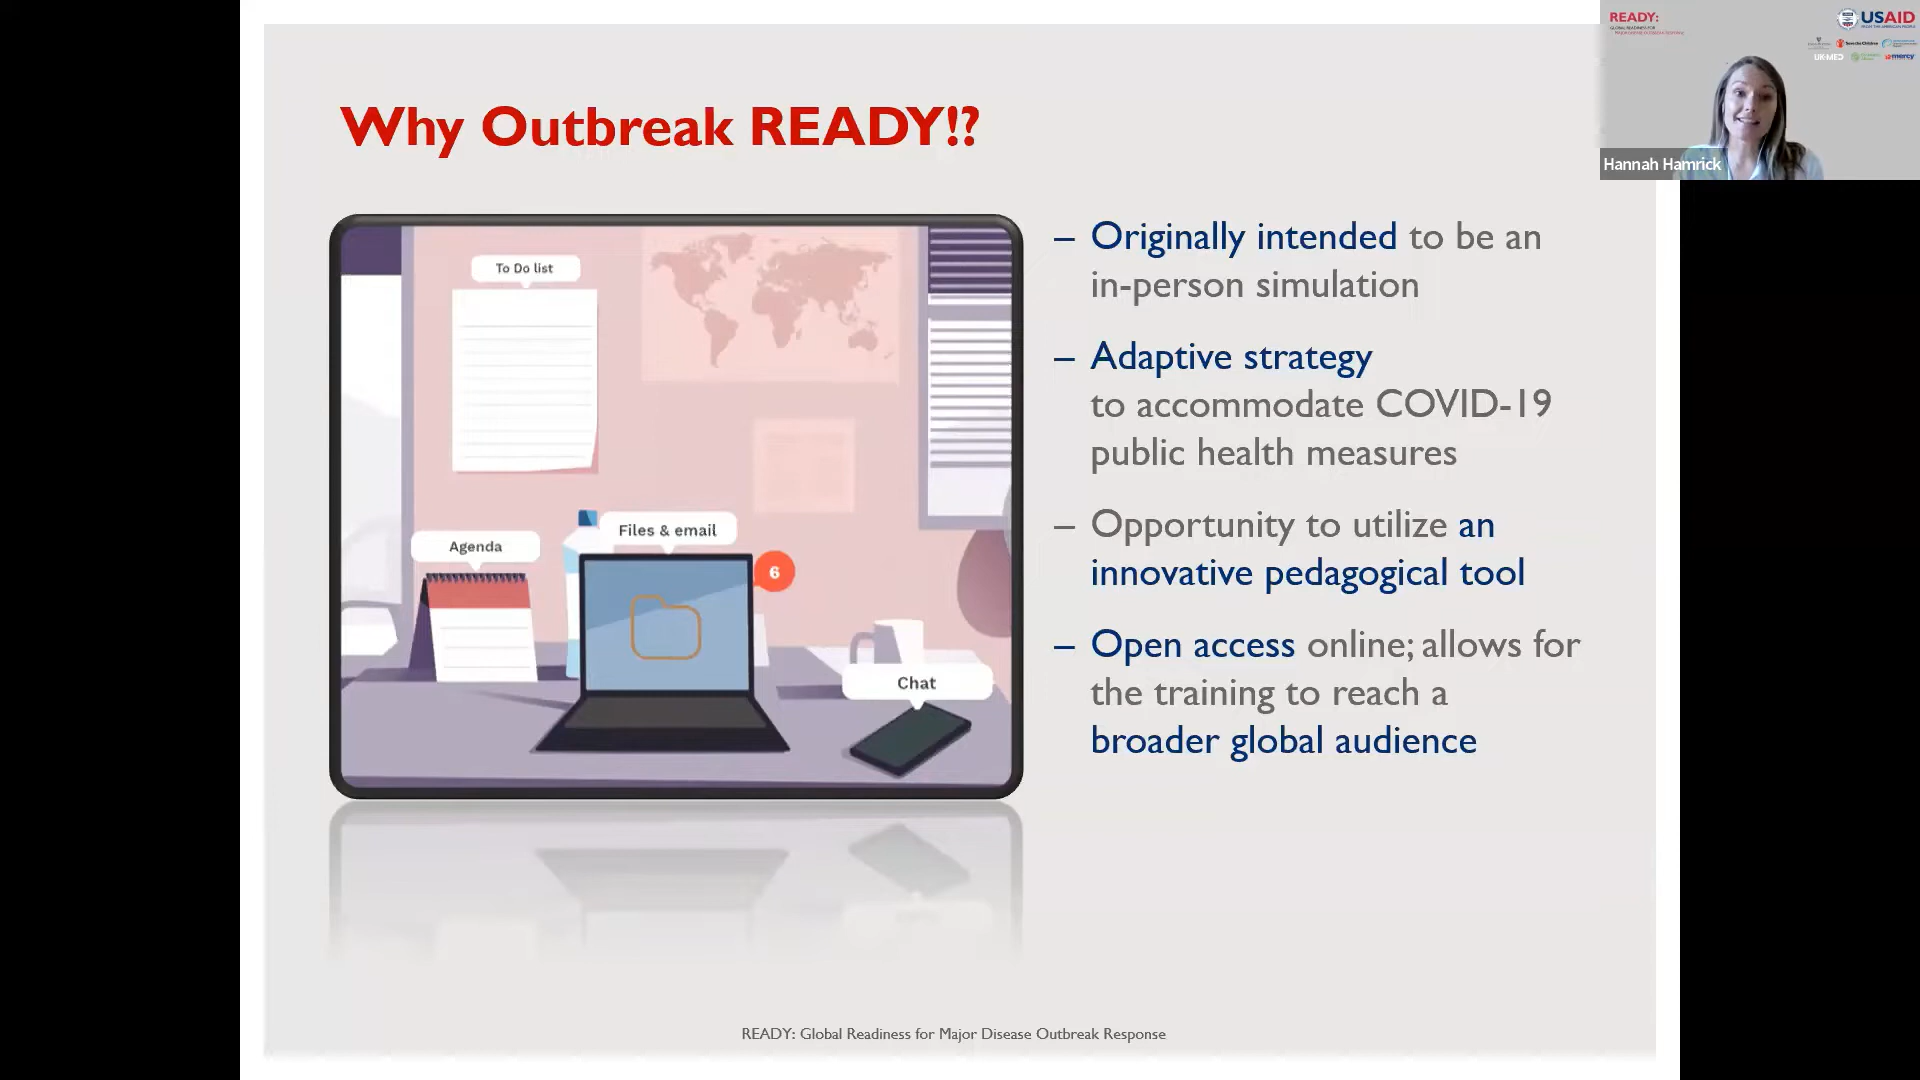 Why Outbreak READY!?
To Do list
Agenda
Files & email
6
Chat
– Originally intended to be an
in-person simulation
– Adaptive strategy
to accommodate COVID-19
public health measures
– Opportunity to utilize an
innovative pedagogical tool
– Open access online; allows for
the training to reach a
broader global audience
READY: Global Readiness for Major Disease Outbreak Response
READY:
USAID
Save the Children
UK-MED
mercy
Hannah Hamrick